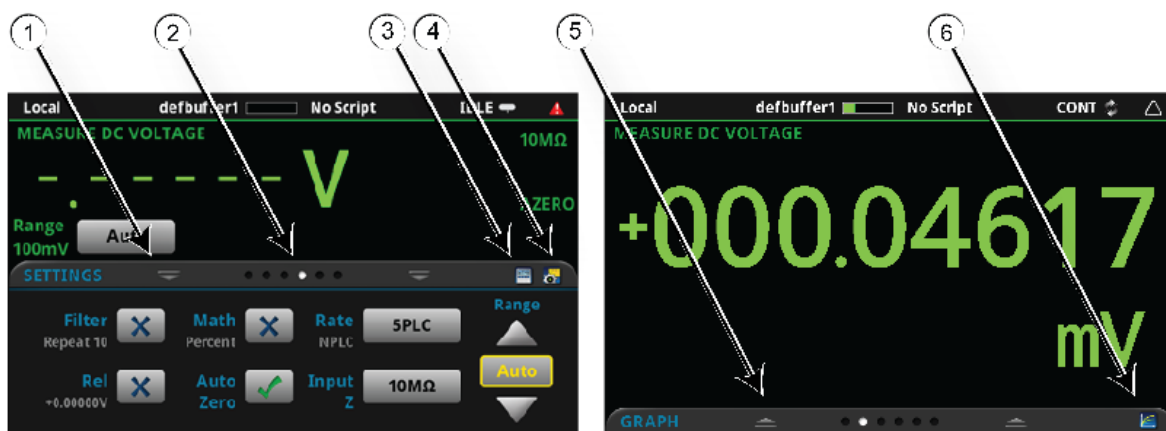 1 2 3 4 5 6
Local defbuffer1 No Script IDLE
MEASURE DC VOLTAGE 10MΩ
-.------ V
AZERO
Range
100mV Auto
SETTINGS
Filter Repeat 10 Math Percent Rate NPLC 5PLC Range
Auto
Rel +0.00000V Auto Zero Input Z 10MΩ
Local defbuffer1 No Script CONT
MEASURE DC VOLTAGE
+000.04617
mV
GRAPH